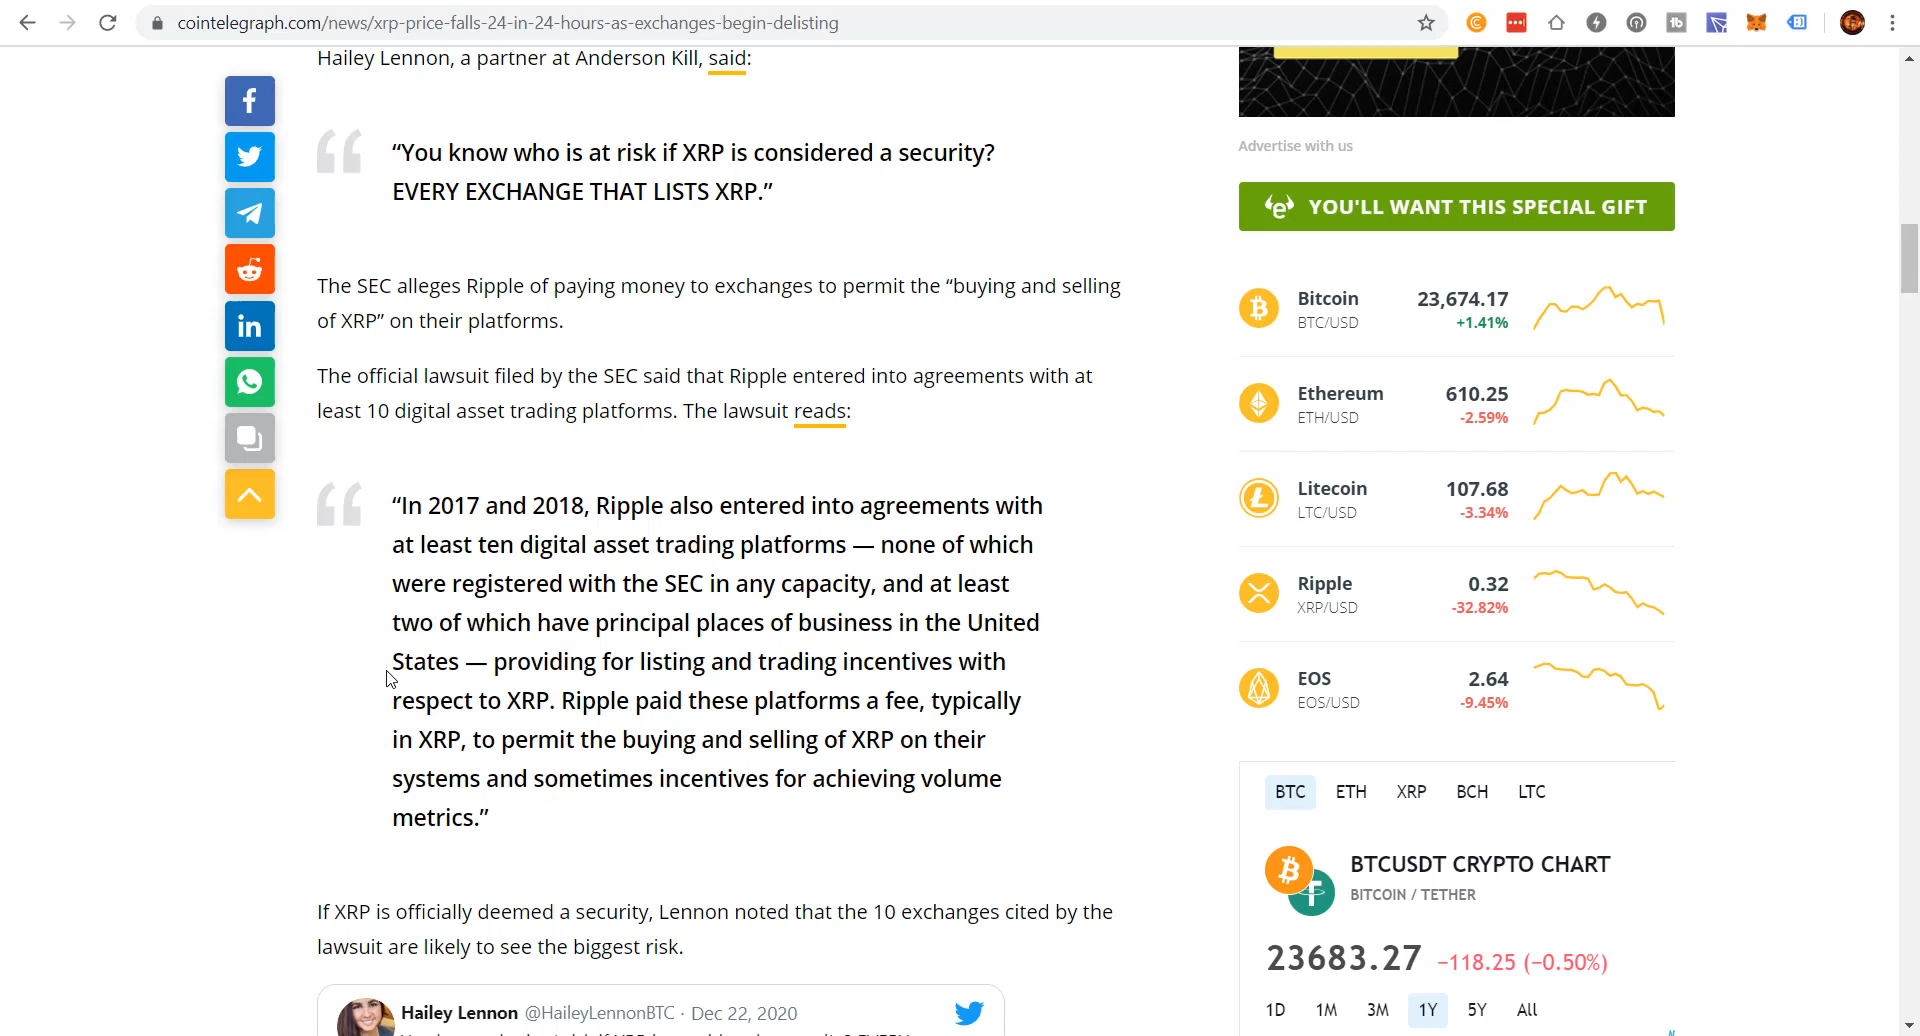 cointelegraph.com/news/xrp-price-falls-24-in-24-hours-as-exchanges-begin-delisting
Hailey Lennon, a partner at Anderson Kill, said:
“You know who is at risk if XRP is considered a security?
EVERY EXCHANGE THAT LISTS XRP.”
The SEC alleges Ripple of paying money to exchanges to permit the “buying and selling
of XRP” on their platforms.
The official lawsuit filed by the SEC said that Ripple entered into agreements with at
least 10 digital asset trading platforms. The lawsuit reads:
“In 2017 and 2018, Ripple also entered into agreements with
at least ten digital asset trading platforms — none of which
were registered with the SEC in any capacity, and at least
two of which have principal places of business in the United
States — providing for listing and trading incentives with
respect to XRP. Ripple paid these platforms a fee, typically
in XRP, to permit the buying and selling of XRP on their
systems and sometimes incentives for achieving volume
metrics.”
If XRP is officially deemed a security, Lennon noted that the 10 exchanges cited by the
lawsuit are likely to see the biggest risk.
Hailey Lennon @HaileyLennonBTC · Dec 22, 2020
Advertise with us
YOU'LL WANT THIS SPECIAL GIFT
Bitcoin 23,674.17
BTC/USD +1.41%
Ethereum 610.25
ETH/USD -2.59%
Litecoin 107.68
LTC/USD -3.34%
Ripple 0.32
XRP/USD -32.82%
EOS 2.64
EOS/USD -9.45%
BTC ETH XRP BCH LTC
BTCUSDT CRYPTO CHART
BITCOIN / TETHER
23683.27 −118.25 (−0.50%)
1D 1M 3M 1Y 5Y All